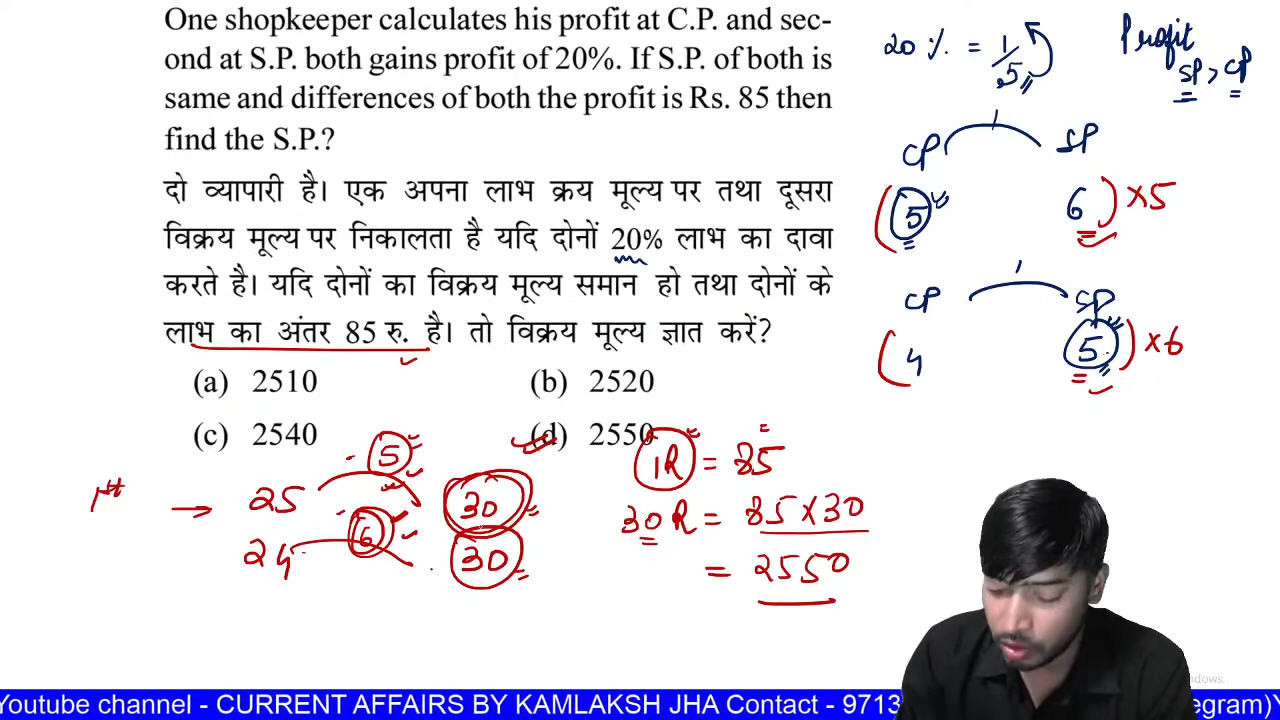 One shopkeeper calculates his profit at C.P. and sec-
ond at S.P. both gains profit of 20%. If S.P. of both is
same and differences of both the profit is Rs. 85 then
find the S.P.?
दो व्यापारी है। एक अपना लाभ क्रय मूल्य पर तथा दूसरा
विक्रय मूल्य पर निकालता है यदि दोनों 20% लाभ का दावा
करते है। यदि दोनों का विक्रय मूल्य समान हो तथा दोनों के
लाभ का अंतर 85 रु. है। तो विक्रय मूल्य ज्ञात करें?
(a) 2510 (b) 2520
(c) 2540 (d) 2550
20 % = 1/5
Profit
SP > CP
1
CP SP
(5 6) ×5
1
CP SP
(4 5) ×6
1st → 25 5 30
24 6 30
1R = 85
30R = 85×30
= 2550
Youtube channel - CURRENT AFFAIRS BY KAMLAKSH JHA Contact - 9713
egram))